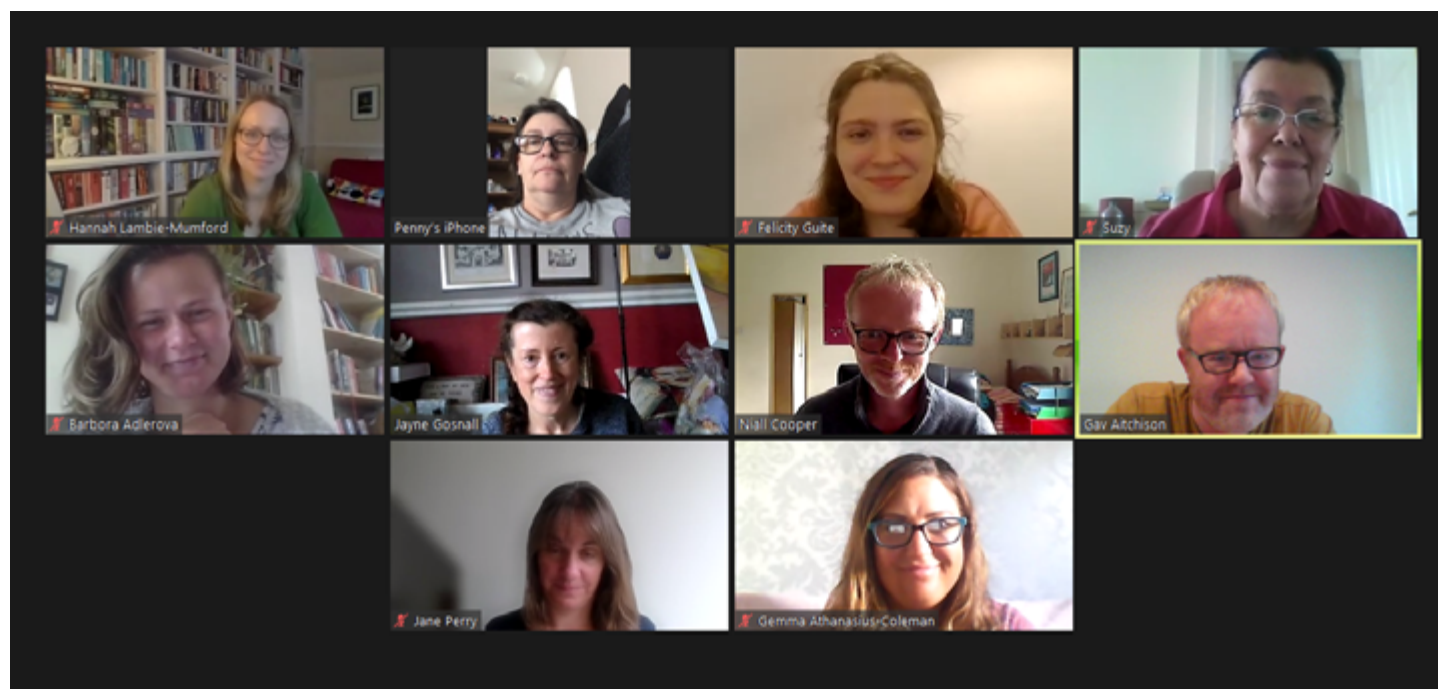 Hannah Lambie-Mumford
Penny's iPhone
Felicity Guite
Suzy
Barbora Adlerova
Jayne Gosnall
Niall Cooper
Gav Aitchison
Jane Perry
Gemma Athanasius-Coleman